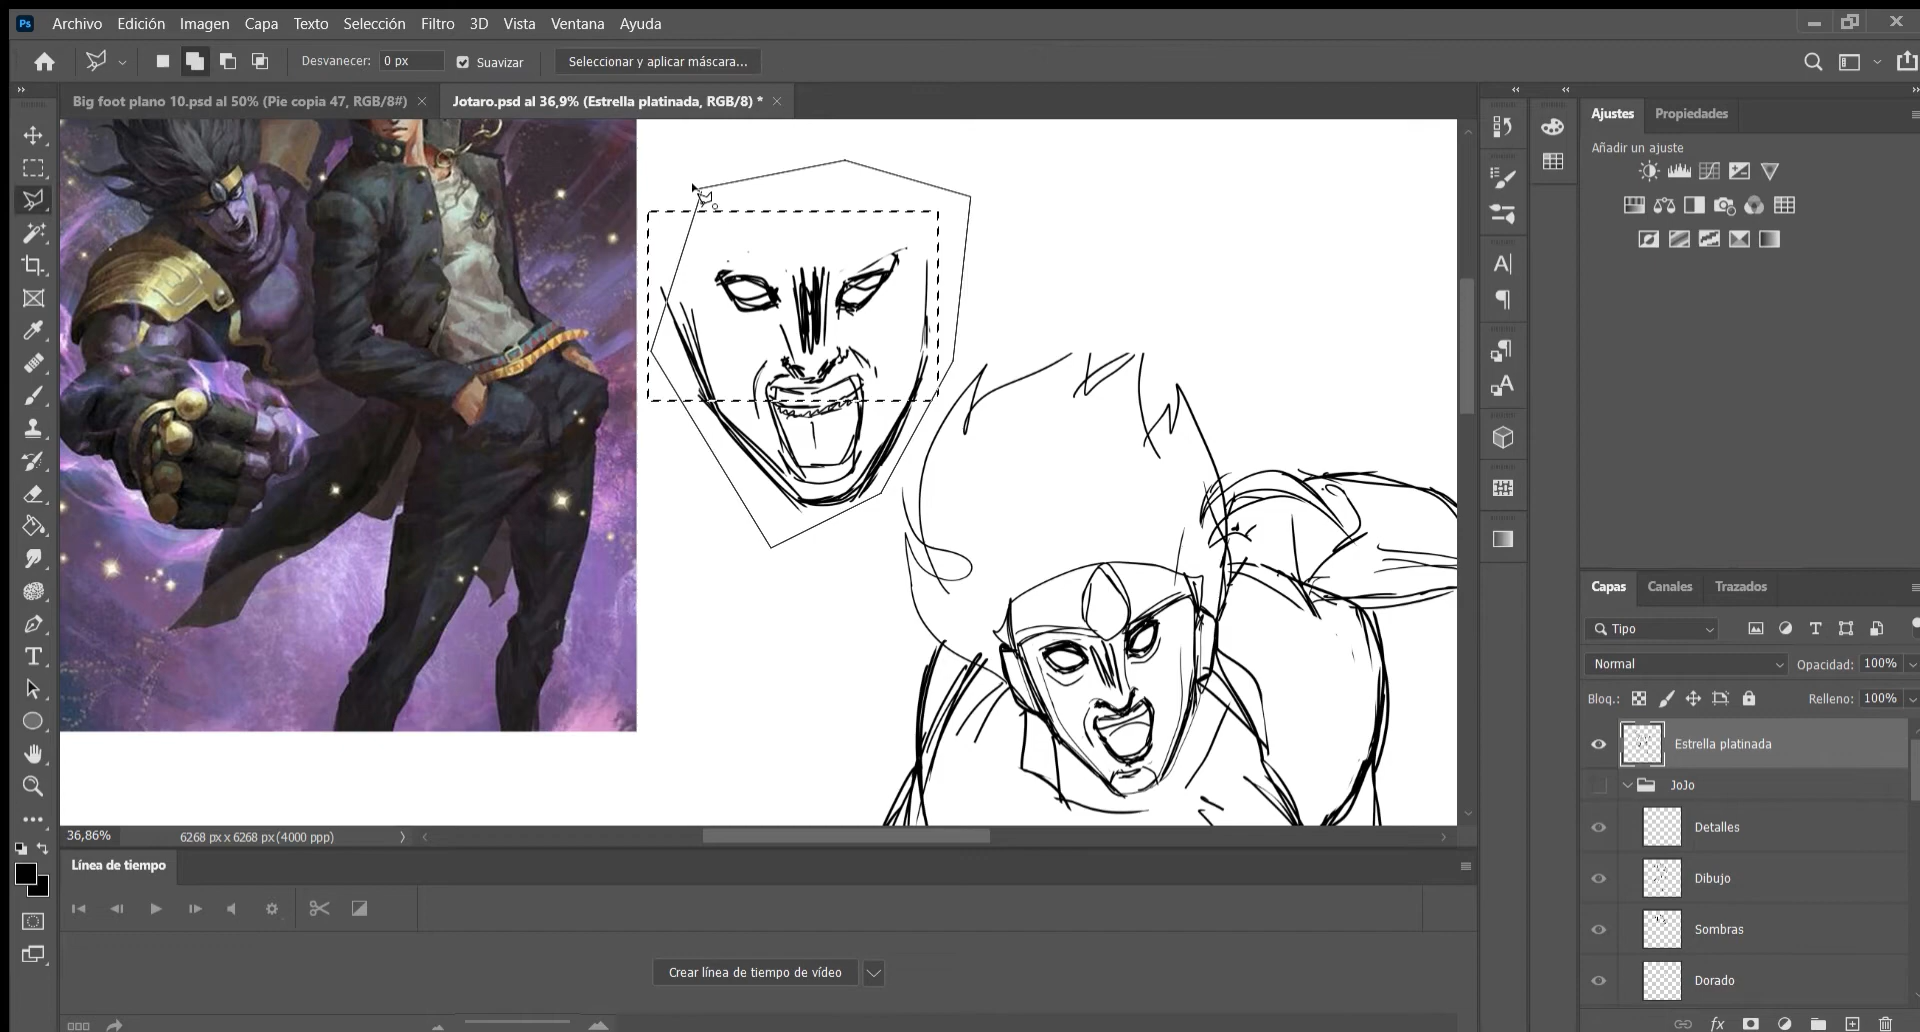 Ps Archivo Edición Imagen Capa Texto Selección Filtro 3D Vista Ventana Ayuda
Desvanecer: 0 px Suavizar Seleccionar y aplicar máscara...
Big foot plano 10.psd al 50% (Pie copia 47, RGB/8#) Jotaro.psd al 36,9% (Estrella platinada, RGB/8) *
Ajustes Propiedades
Añadir un ajuste
Capas Canales Trazados
Tipo
Normal Opacidad: 100%
Bloq.: Relleno: 100%
Estrella platinada
JoJo
Detalles
Dibujo
Sombras
Dorado
36,86% 6268 px x 6268 px (4000 ppp)
Línea de tiempo
Crear línea de tiempo de vídeo